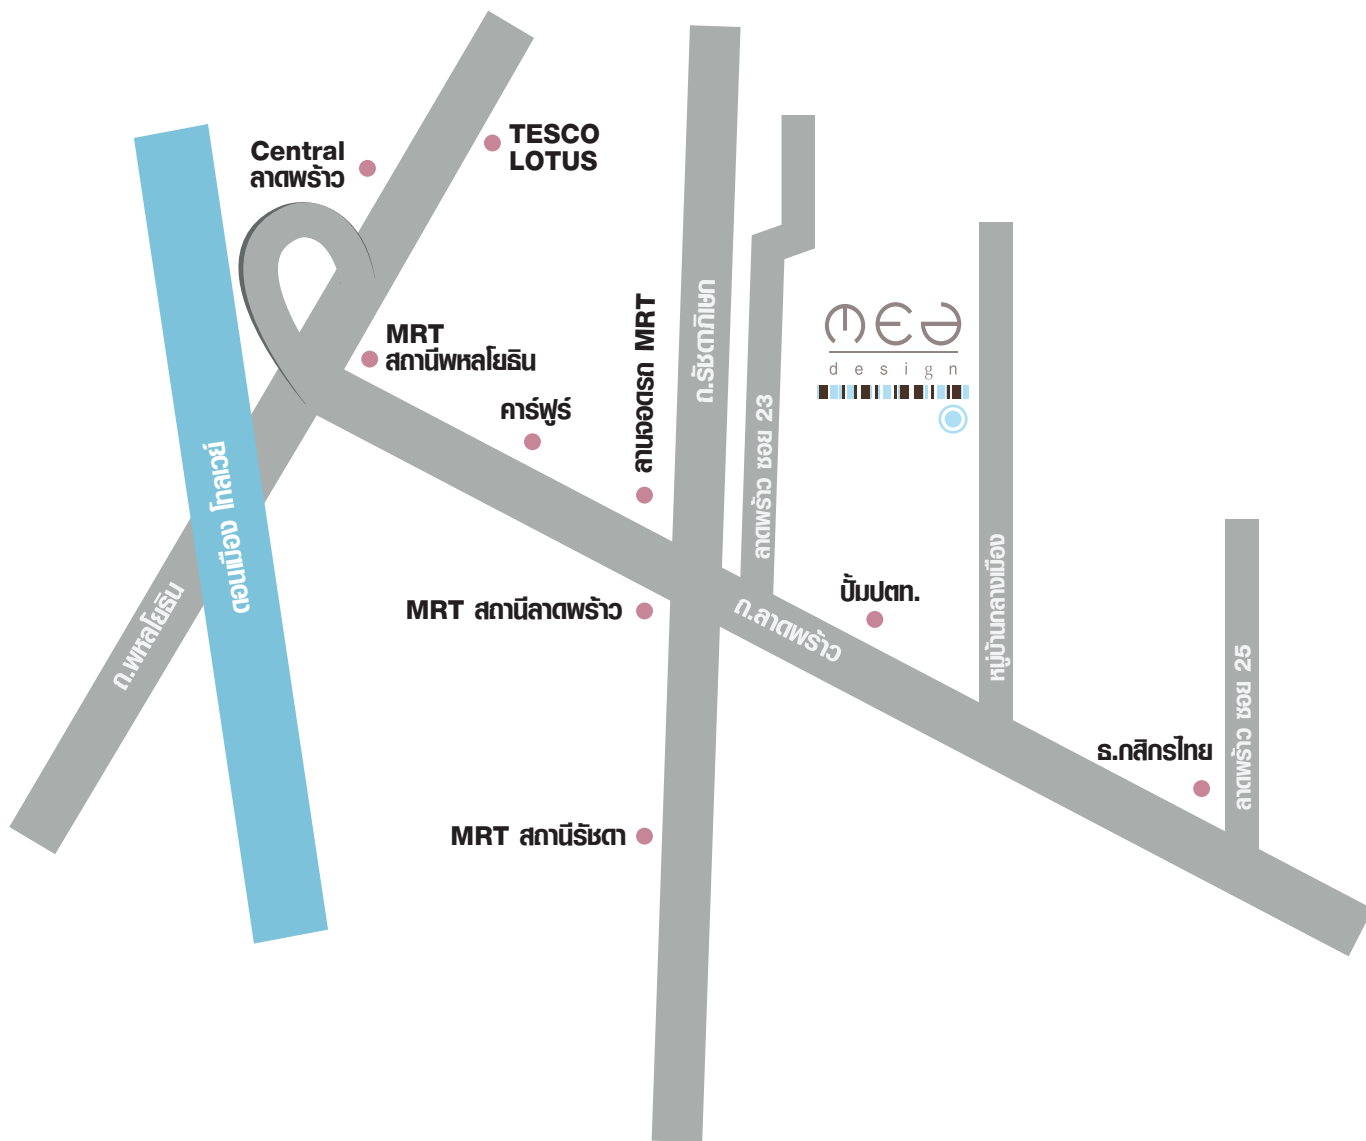 Central
ลาดพร้าว
TESCO
LOTUS
MRT
สถานีพหลโยธิน
คาร์ฟูร์
ลานจอดรถ MRT
ถ.รัชดาภิเษก
ลาดพร้าว ซอย 23
design
ดอนเมือง โทลเวย์
ถ.พหลโยธิน
MRT สถานีลาดพร้าว
ถ.ลาดพร้าว
ปั๊มปตท.
หมู่บ้านกลางเมือง
ลาดพร้าว ซอย 25
ธ.กสิกรไทย
MRT สถานีรัชดา